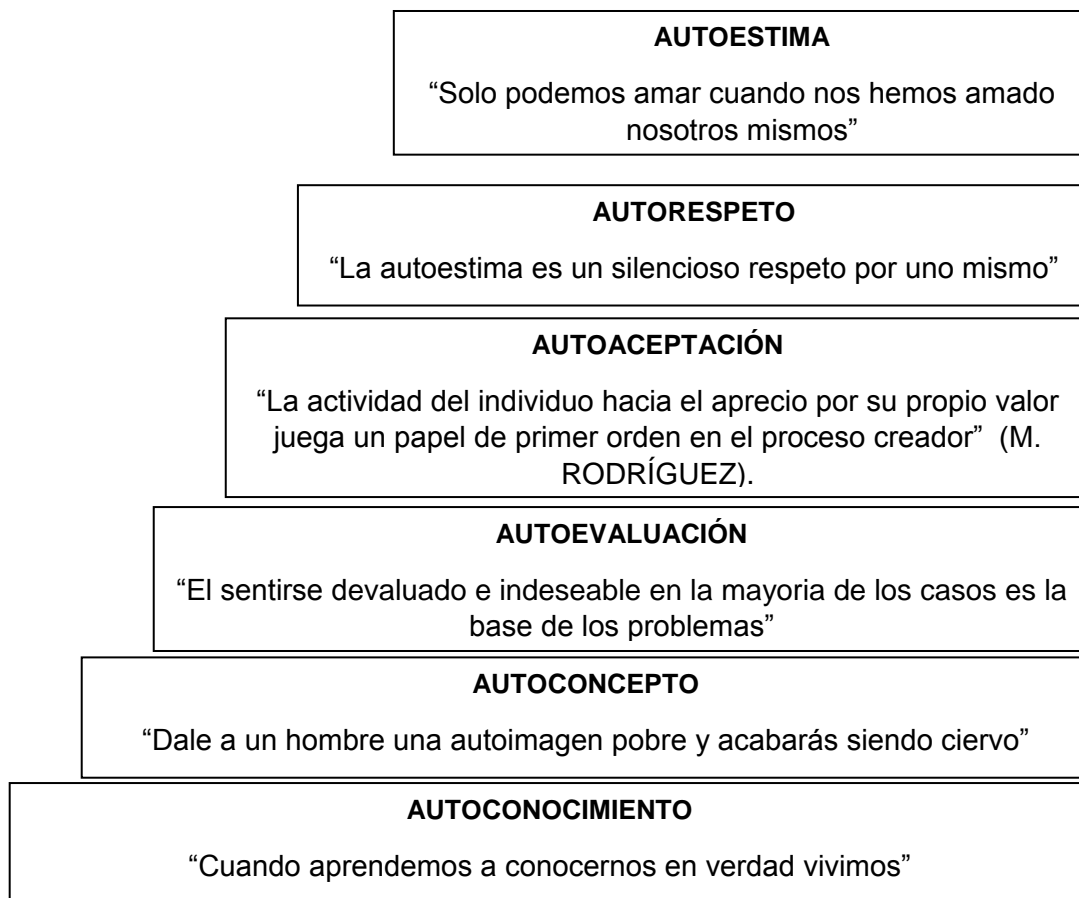 AUTOESTIMA
“Solo podemos amar cuando nos hemos amado
nosotros mismos”
AUTORESPETO
“La autoestima es un silencioso respeto por uno mismo”
AUTOACEPTACIÓN
“La actividad del individuo hacia el aprecio por su propio valor
juega un papel de primer orden en el proceso creador” (M.
RODRÍGUEZ).
AUTOEVALUACIÓN
“El sentirse devaluado e indeseable en la mayoria de los casos es la
base de los problemas”
AUTOCONCEPTO
“Dale a un hombre una autoimagen pobre y acabarás siendo ciervo”
AUTOCONOCIMIENTO
“Cuando aprendemos a conocernos en verdad vivimos”